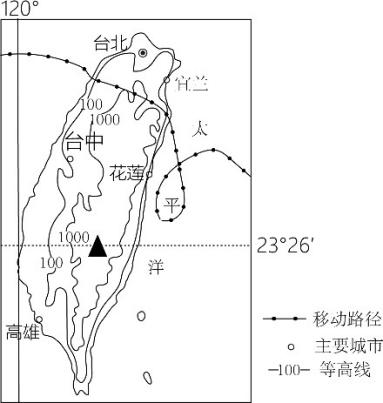 120°
台北
宜兰
100
1000
太
台中
花莲
平
1000
23°26′
100
洋
高雄
移动路径
主要城市
-100- 等高线